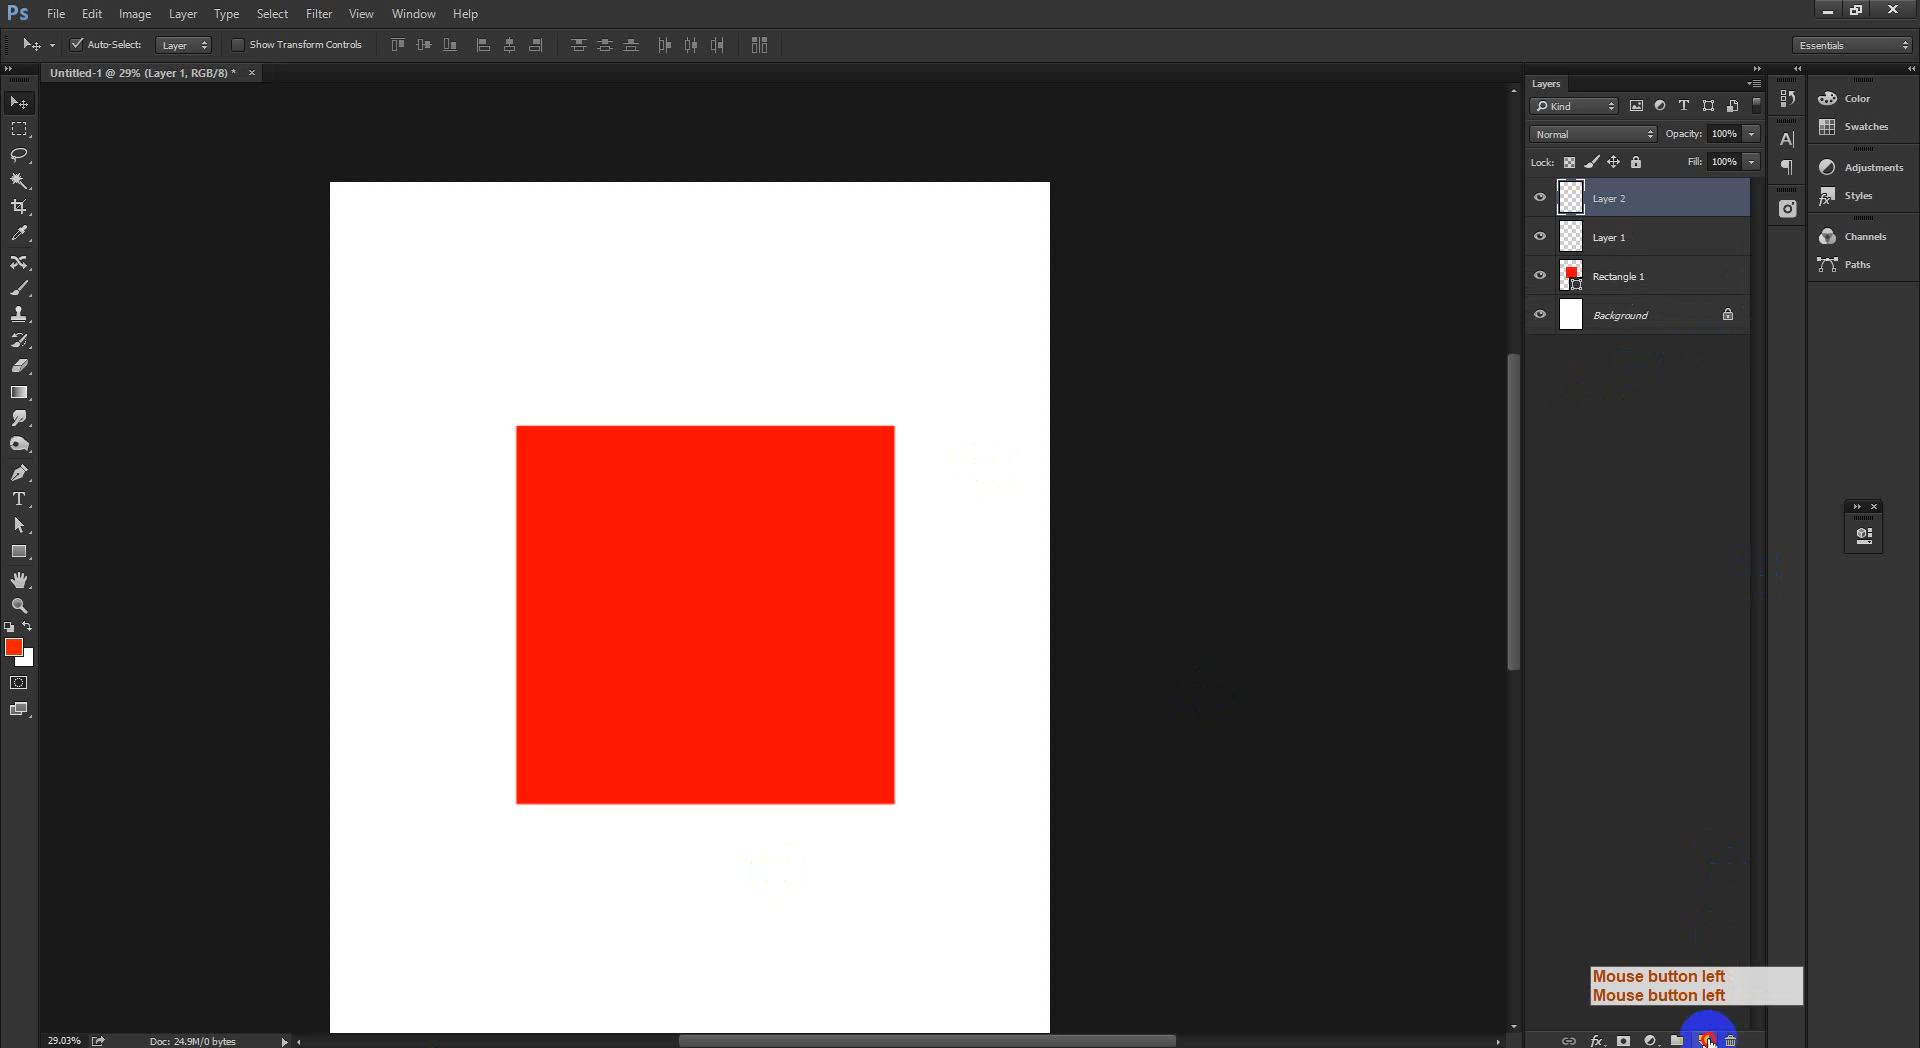 Ps File Edit Image Layer Type Select Filter View Window Help
Auto-Select: Layer Show Transform Controls Essentials
Untitled-1 @ 29% (Layer 1, RGB/8) *
Layers
Kind
Normal Opacity: 100%
Lock: Fill: 100%
Layer 2
Layer 1
Rectangle 1
Background
Color
Swatches
Adjustments
Styles
Channels
Paths
Mouse button left
Mouse button left
29.03% Doc: 24.9M/0 bytes